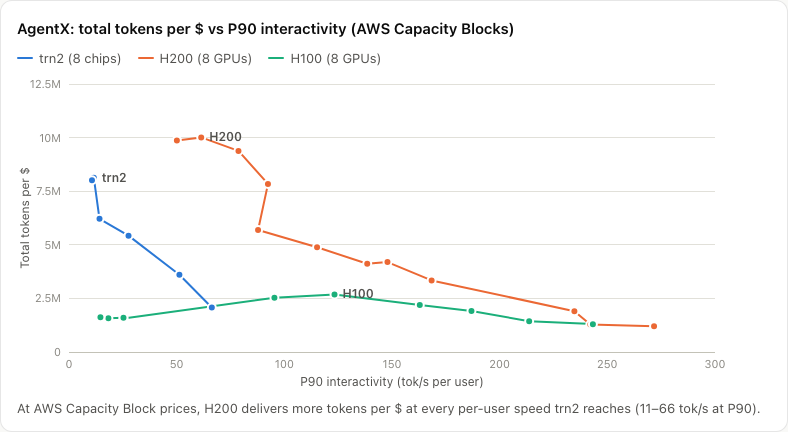 AgentX: total tokens per $ vs P90 interactivity (AWS Capacity Blocks)
trn2 (8 chips) H200 (8 GPUs) H100 (8 GPUs)
12.5M
10M
7.5M
5M
2.5M
0
Total tokens per $
H200
trn2
H100
0 50 100 150 200 250 300
P90 interactivity (tok/s per user)
At AWS Capacity Block prices, H200 delivers more tokens per $ at every per-user speed trn2 reaches (11–66 tok/s at P90).